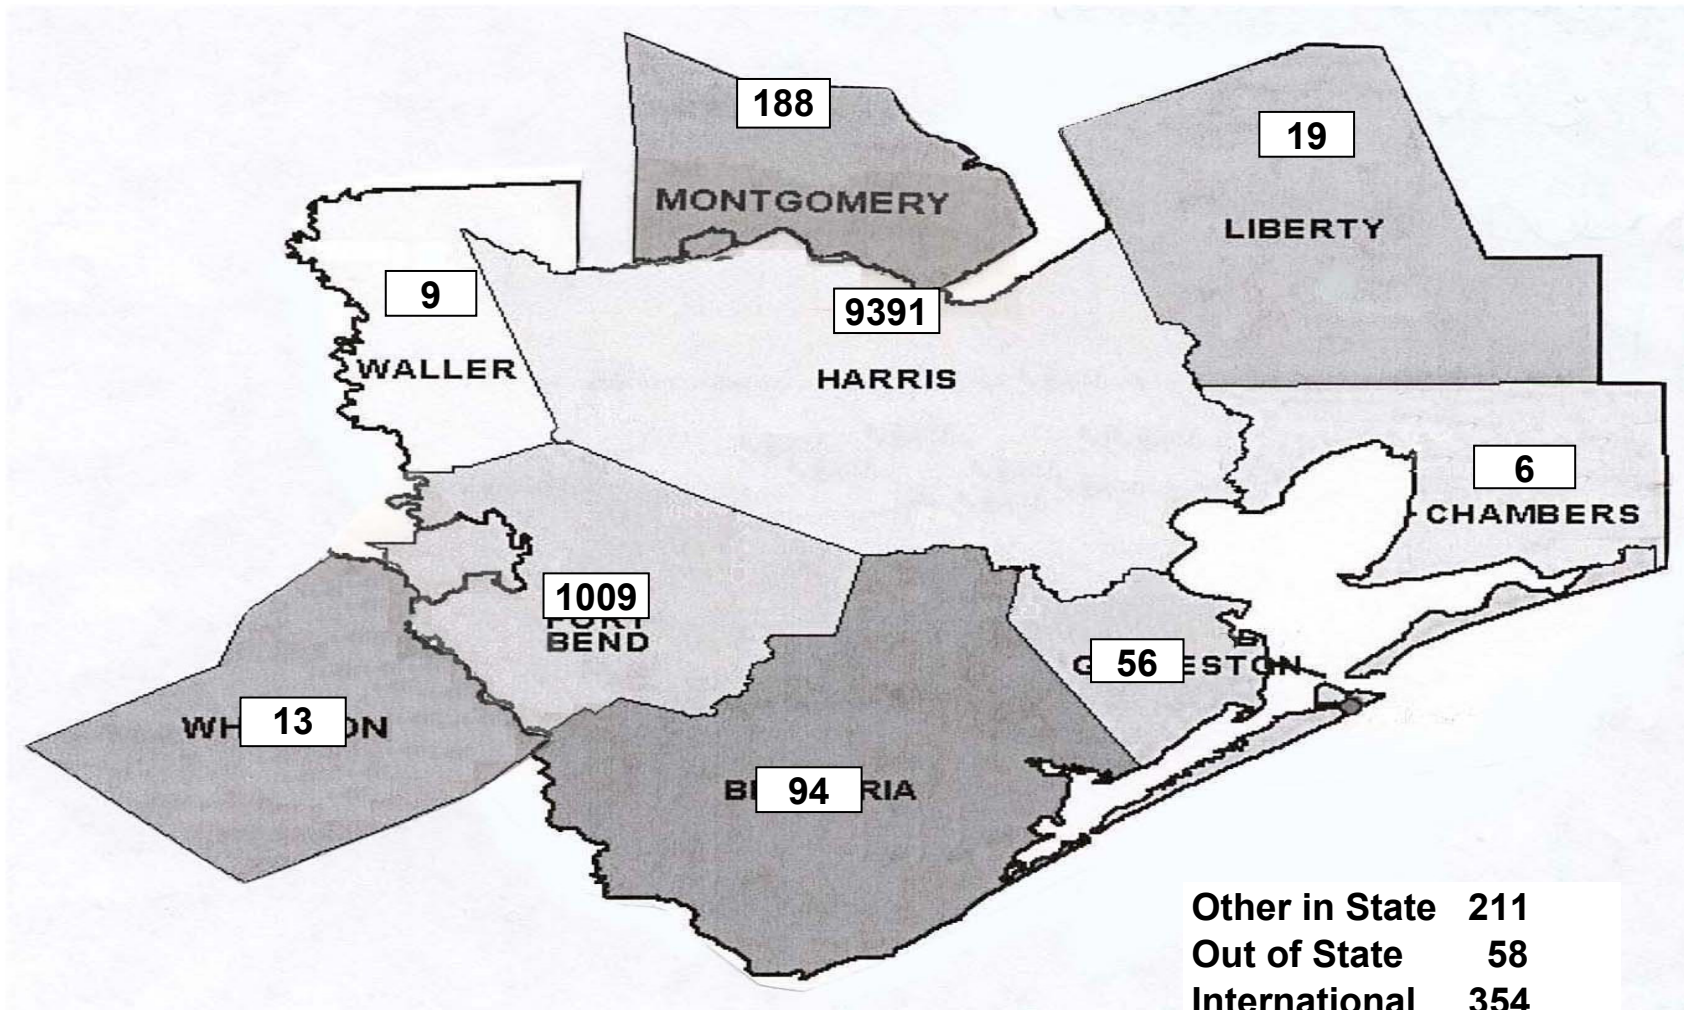 188
MONTGOMERY
19
LIBERTY
9
WALLER
9391
HARRIS
6
CHAMBERS
1009
BEND
56
13
94
Other in State 211
Out of State 58
International 354